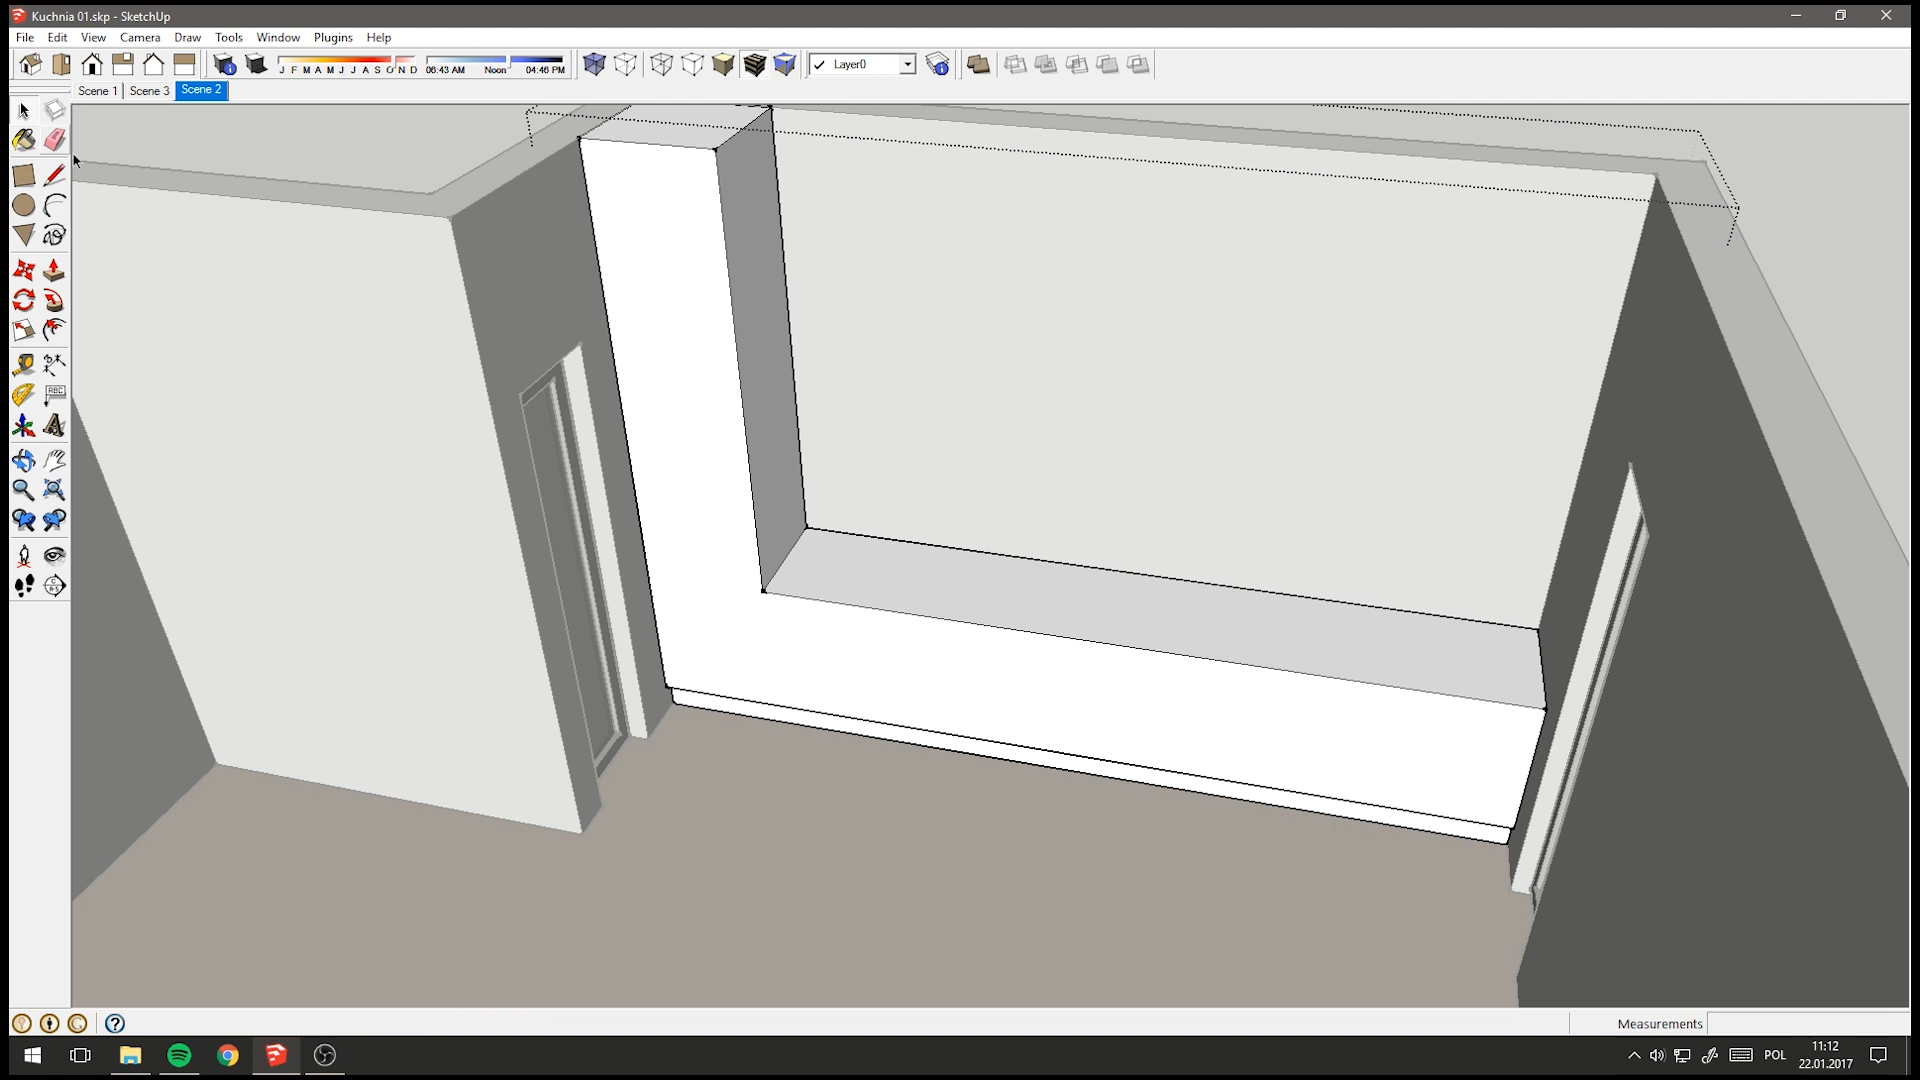 Kuchnia 01.skp - SketchUp
File Edit View Camera Draw Tools Window Plugins Help
J F M A M J J A S O N D 06:43 AM Noon 04:46 PM Layer0
Scene 1 Scene 3 Scene 2
ABC
Measurements
POL
11:12
22.01.2017